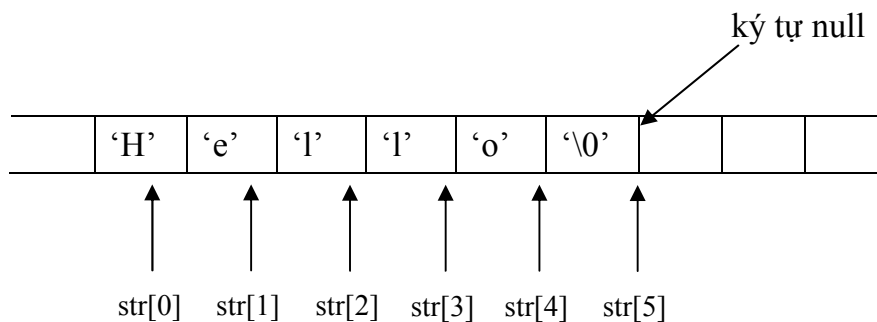 ký tự null
‘H’ ‘e’ ‘l’ ‘l’ ‘o’ ‘\0’
str[0] str[1] str[2] str[3] str[4] str[5]